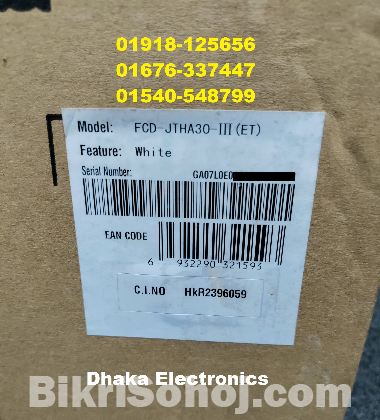 01918-125656
01676-337447
01540-548799
Model: FCD-JTHA30-III(ET)
Feature: White
Serial Number: GA07L0E0
EAN CODE
6 932290 321593
C.I.NO HkR2396059
Dhaka Electronics
BikriSohoj.com